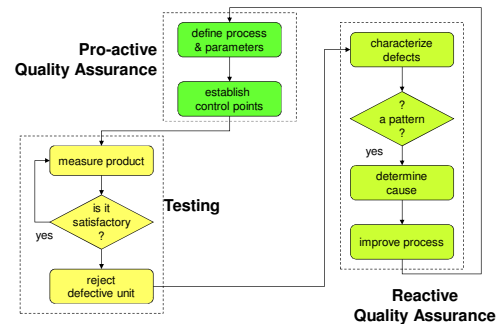 Pro-active
Quality Assurance
define process
& parameters
establish
control points
measure product
is it
satisfactory
?
yes
reject
defective unit
Testing
characterize
defects
?
a pattern
?
yes
determine
cause
improve process
Reactive
Quality Assurance